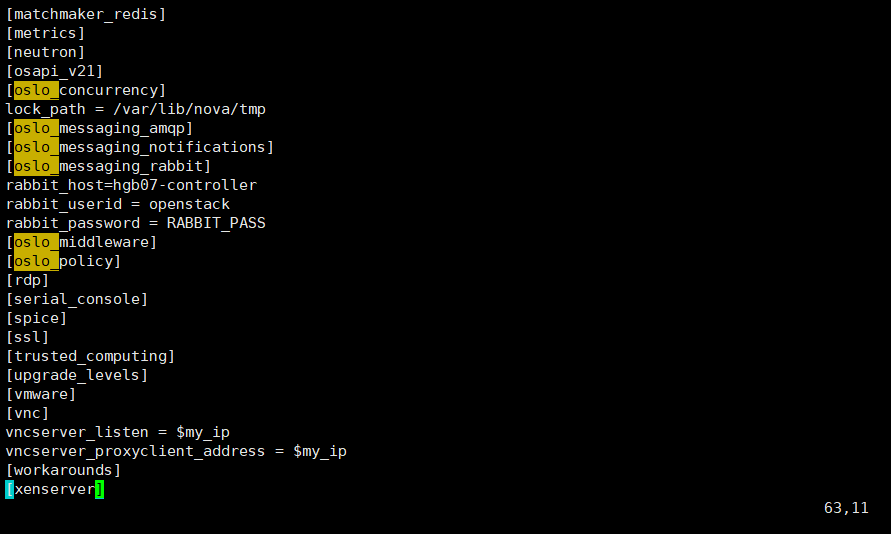 [matchmaker_redis]
[metrics]
[neutron]
[osapi_v21]
[oslo_concurrency]
lock_path = /var/lib/nova/tmp
[oslo_messaging_amqp]
[oslo_messaging_notifications]
[oslo_messaging_rabbit]
rabbit_host=hgb07-controller
rabbit_userid = openstack
rabbit_password = RABBIT_PASS
[oslo_middleware]
[oslo_policy]
[rdp]
[serial_console]
[spice]
[ssl]
[trusted_computing]
[upgrade_levels]
[vmware]
[vnc]
vncserver_listen = $my_ip
vncserver_proxyclient_address = $my_ip
[workarounds]
[xenserver]
63,11